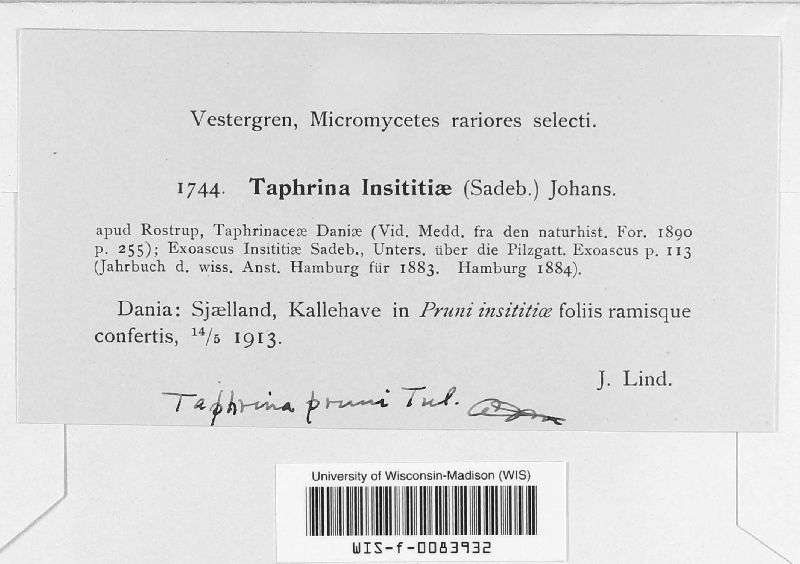 Vestergren, Micromycetes rariores selecti.
1744. Taphrina Insititiæ (Sadeb.) Johans.
apud Rostrup, Taphrinaceæ Daniæ (Vid. Medd. fra den naturhist. For. 1890
p. 255); Exoascus Insititiæ Sadeb., Unters. über die Pilzgatt. Exoascus p. 113
(Jahrbuch d. wiss. Anst. Hamburg für 1883. Hamburg 1884).
Dania: Sjælland, Kallehave in Pruni insititiæ foliis ramisque
confertis, 14/5 1913.
J. Lind.
Taphrina pruni Tul.
University of Wisconsin-Madison (WIS)
WIS-f-0083932